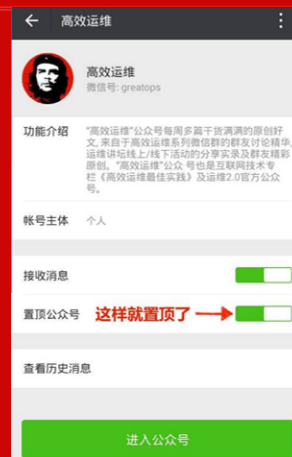 高效运维
高效运维
微信号: greatops
功能介绍
“高效运维”公众号每周多篇干货满满的原创好
文, 来自于高效运维系列微信群的群友讨论精华,
运维讲坛线上/线下活动的分享实录及群友精彩
原创。“高效运维”公众 号也是互联网技术专
栏《高效运维最佳实践》及运维2.0官方公众
号。
帐号主体 个人
接收消息
置顶公众号 这样就置顶了
查看历史消息
进入公众号